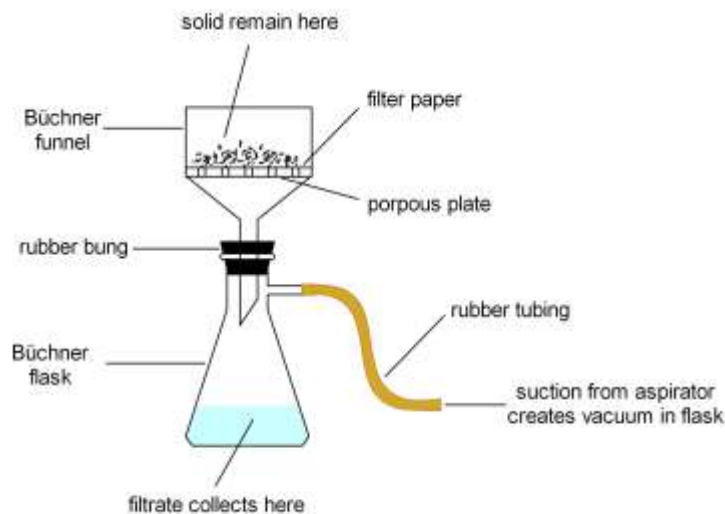 solid remain here
filter paper
Büchner
funnel
porpous plate
rubber bung
rubber tubing
Büchner
flask
suction from aspirator
creates vacuum in flask
filtrate collects here